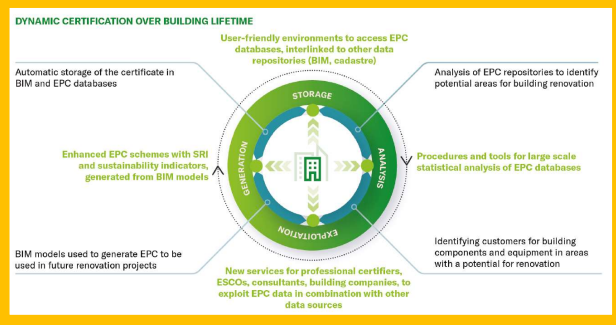 DYNAMIC CERTIFICATION OVER BUILDING LIFETIME
User-friendly environments to access EPC
databases, interlinked to other data
repositories (BIM, cadastre)
Automatic storage of the certificate in
BIM and EPC databases
Analysis of EPC repositories to identify
potential areas for building renovation
STORAGE
Enhanced EPC schemes with SRI
and sustainability indicators,
generated from BIM models
GENERATION
ANALYSIS
Procedures and tools for large scale
statistical analysis of EPC databases
EXPLOITATION
BIM models used to generate EPC to be
used in future renovation projects
Identifying customers for building
components and equipment in areas
with a potential for renovation
New services for professional certifiers,
ESCOs, consultants, building companies, to
exploit EPC data in combination with other
data sources